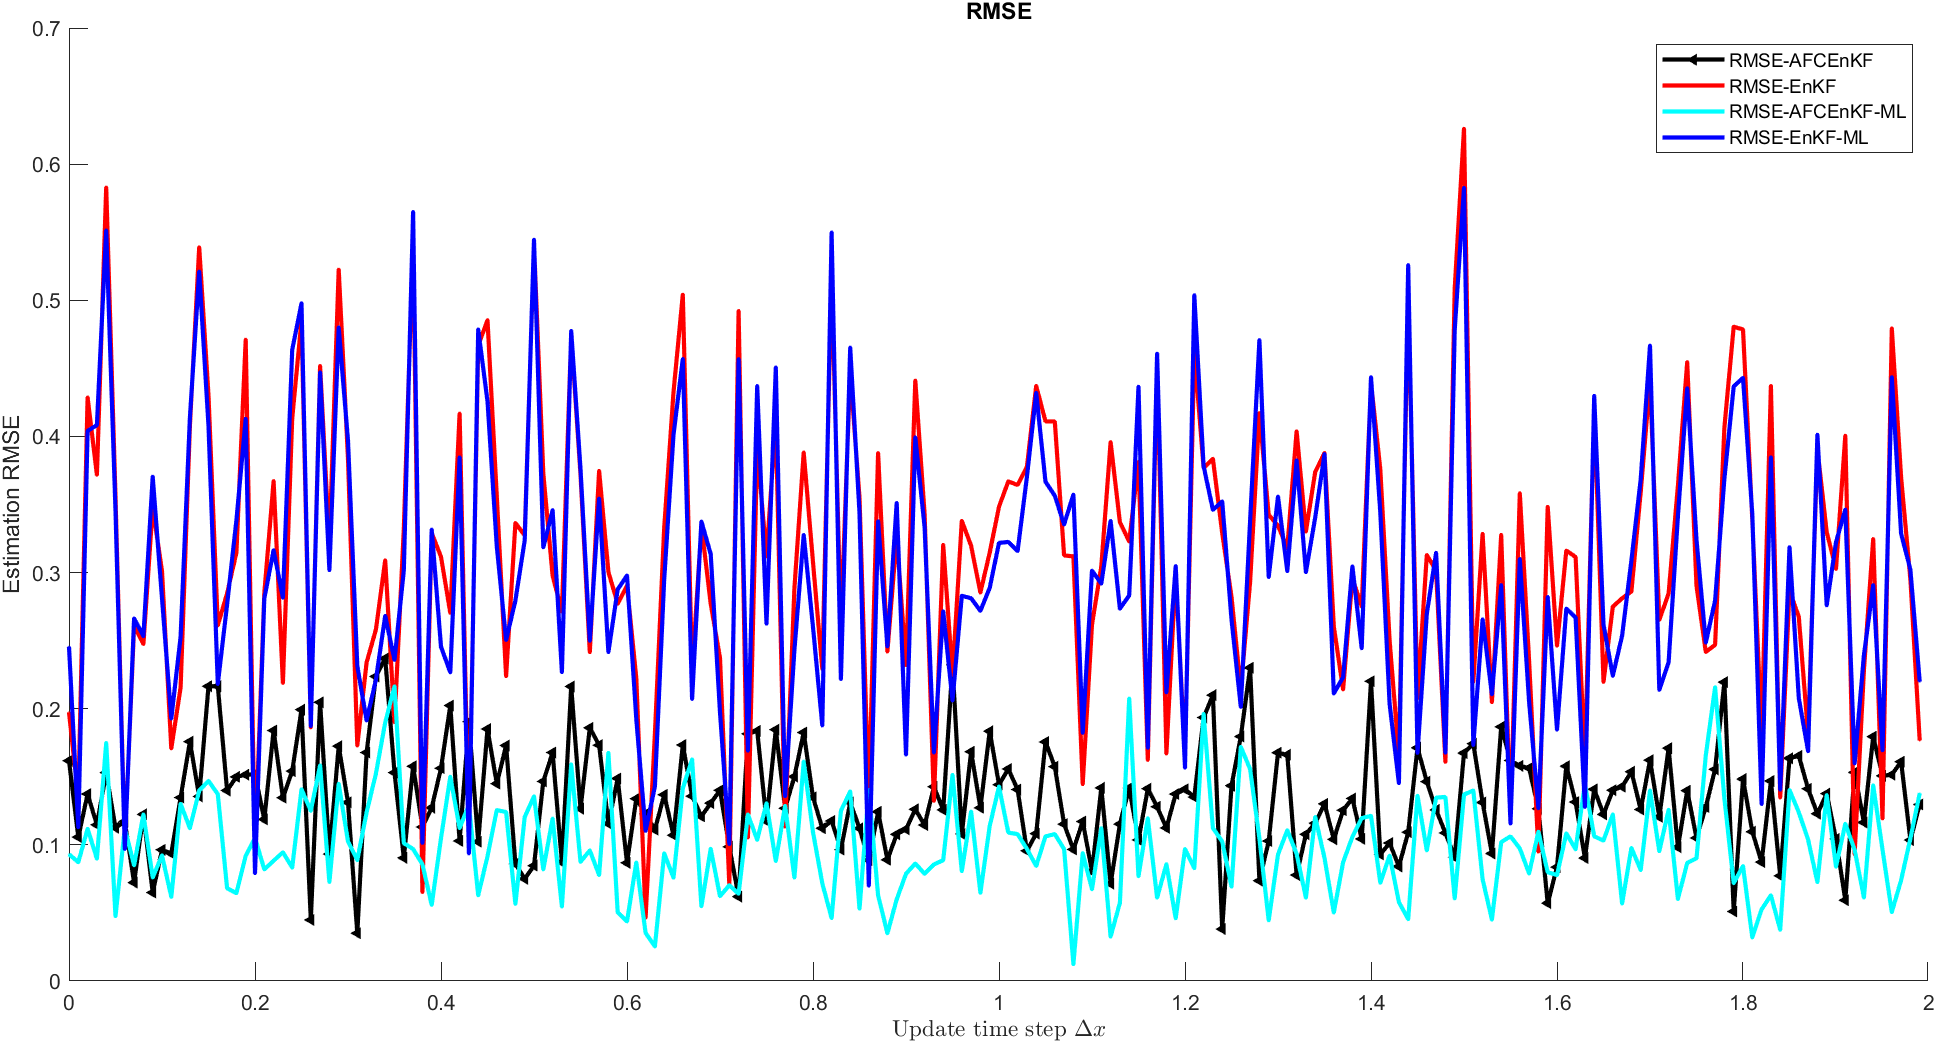 RMSE
0.7
0.6
0.5
0.4
0.3
0.2
0.1
0
Estimation RMSE
RMSE-AFCEnKF
RMSE-EnKF
RMSE-AFCEnKF-ML
RMSE-EnKF-ML
0 0.2 0.4 0.6 0.8 1 1.2 1.4 1.6 1.8 2
Update time step Δx